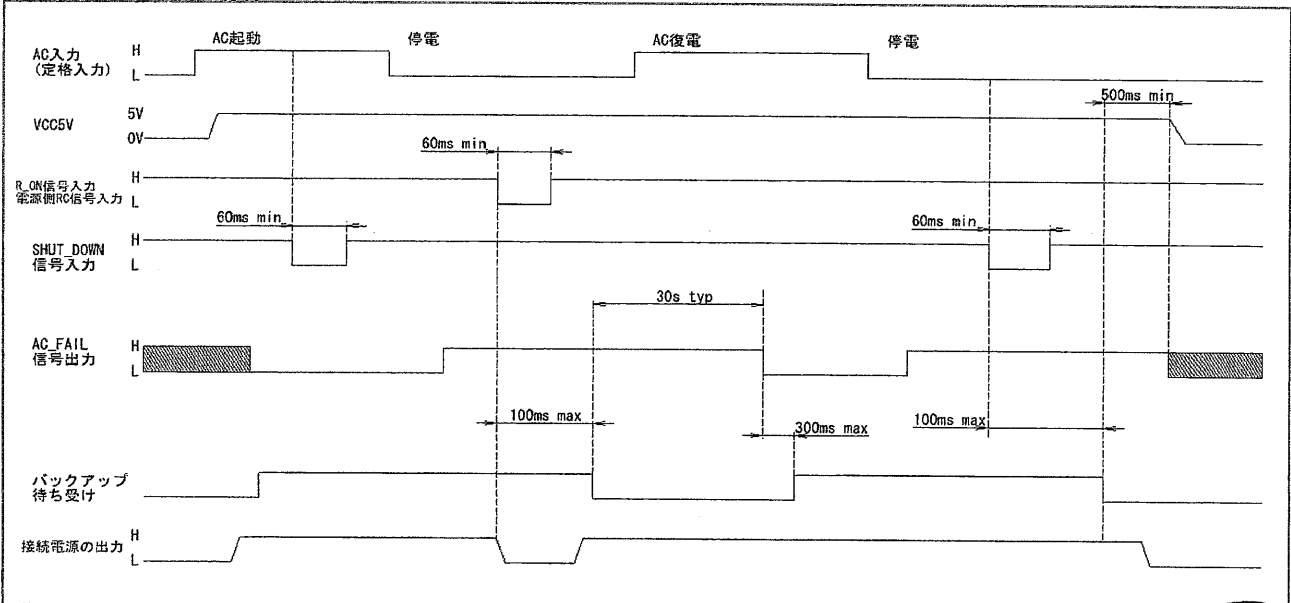 AC起動 停電 AC復電 停電
AC入力 H
(定格入力) L
500ms min
VCC5V 5V
0V
60ms min
R_ON信号入力 H
電源側RC信号入力 L
60ms min 60ms min
SHUT_DOWN H
信号入力 L
30s typ
AC_FAIL H
信号出力 L
100ms max 300ms max 100ms max
バックアップ
待ち受け
接続電源の出力 H
L